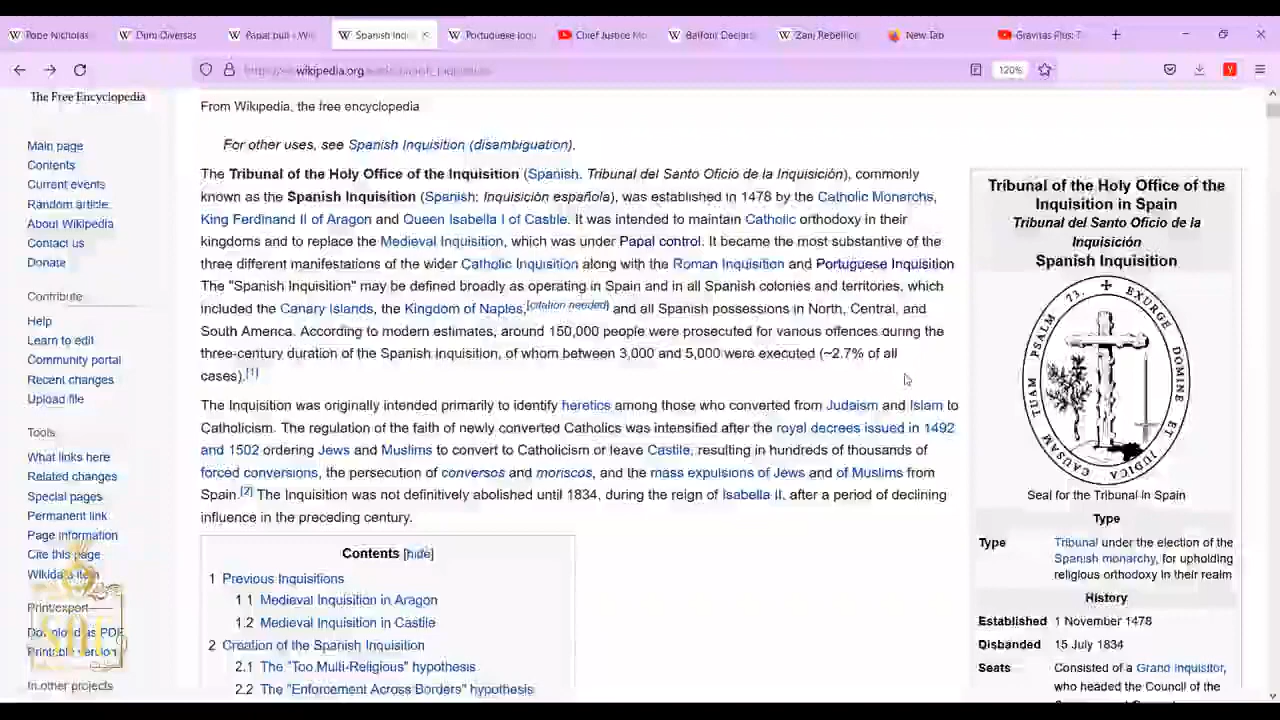 Pope Nicholas
Dum Diversas
Papal bull - Wi
Spanish Inqu
Portuguese Inqu
Chief Justice Mo
Balfour Declara
Zanj Rebellion
New Tab
Gravitas Plus: T
wikipedia.org
120%
The Free Encyclopedia
Main page
Contents
Current events
Random article
About Wikipedia
Contact us
Donate
Contribute
Help
Learn to edit
Community portal
Recent changes
Upload file
Tools
What links here
Related changes
Special pages
Permanent link
Page information
Cite this page
Wikidata item
Print/export
Download as PDF
Printable version
In other projects
From Wikipedia, the free encyclopedia
For other uses, see Spanish Inquisition (disambiguation).
The Tribunal of the Holy Office of the Inquisition (Spanish: Tribunal del Santo Oficio de la Inquisición), commonly
known as the Spanish Inquisition (Spanish: Inquisición española), was established in 1478 by the Catholic Monarchs,
King Ferdinand II of Aragon and Queen Isabella I of Castile. It was intended to maintain Catholic orthodoxy in their
kingdoms and to replace the Medieval Inquisition, which was under Papal control. It became the most substantive of the
three different manifestations of the wider Catholic Inquisition along with the Roman Inquisition and Portuguese Inquisition
The "Spanish Inquisition" may be defined broadly as operating in Spain and in all Spanish colonies and territories, which
included the Canary Islands, the Kingdom of Naples,[citation needed] and all Spanish possessions in North, Central, and
South America. According to modern estimates, around 150,000 people were prosecuted for various offences during the
three-century duration of the Spanish Inquisition, of whom between 3,000 and 5,000 were executed (~2.7% of all
cases).[1]
The Inquisition was originally intended primarily to identify heretics among those who converted from Judaism and Islam to
Catholicism. The regulation of the faith of newly converted Catholics was intensified after the royal decrees issued in 1492
and 1502 ordering Jews and Muslims to convert to Catholicism or leave Castile, resulting in hundreds of thousands of
forced conversions, the persecution of conversos and moriscos, and the mass expulsions of Jews and of Muslims from
Spain.[2] The Inquisition was not definitively abolished until 1834, during the reign of Isabella II, after a period of declining
influence in the preceding century.
Contents [hide]
1 Previous Inquisitions
1.1 Medieval Inquisition in Aragon
1.2 Medieval Inquisition in Castile
2 Creation of the Spanish Inquisition
2.1 The "Too Multi-Religious" hypothesis
2.2 The "Enforcement Across Borders" hypothesis
Tribunal of the Holy Office of the
Inquisition in Spain
Tribunal del Santo Oficio de la
Inquisición
Spanish Inquisition
EXURGE DOMINE ET JUDICA CAUSAM TUAM PSALM 73.
Seal for the Tribunal in Spain
Type
Type Tribunal under the election of the
Spanish monarchy, for upholding
religious orthodoxy in their realm
History
Established 1 November 1478
Disbanded 15 July 1834
Seats Consisted of a Grand Inquisitor,
who headed the Council of the